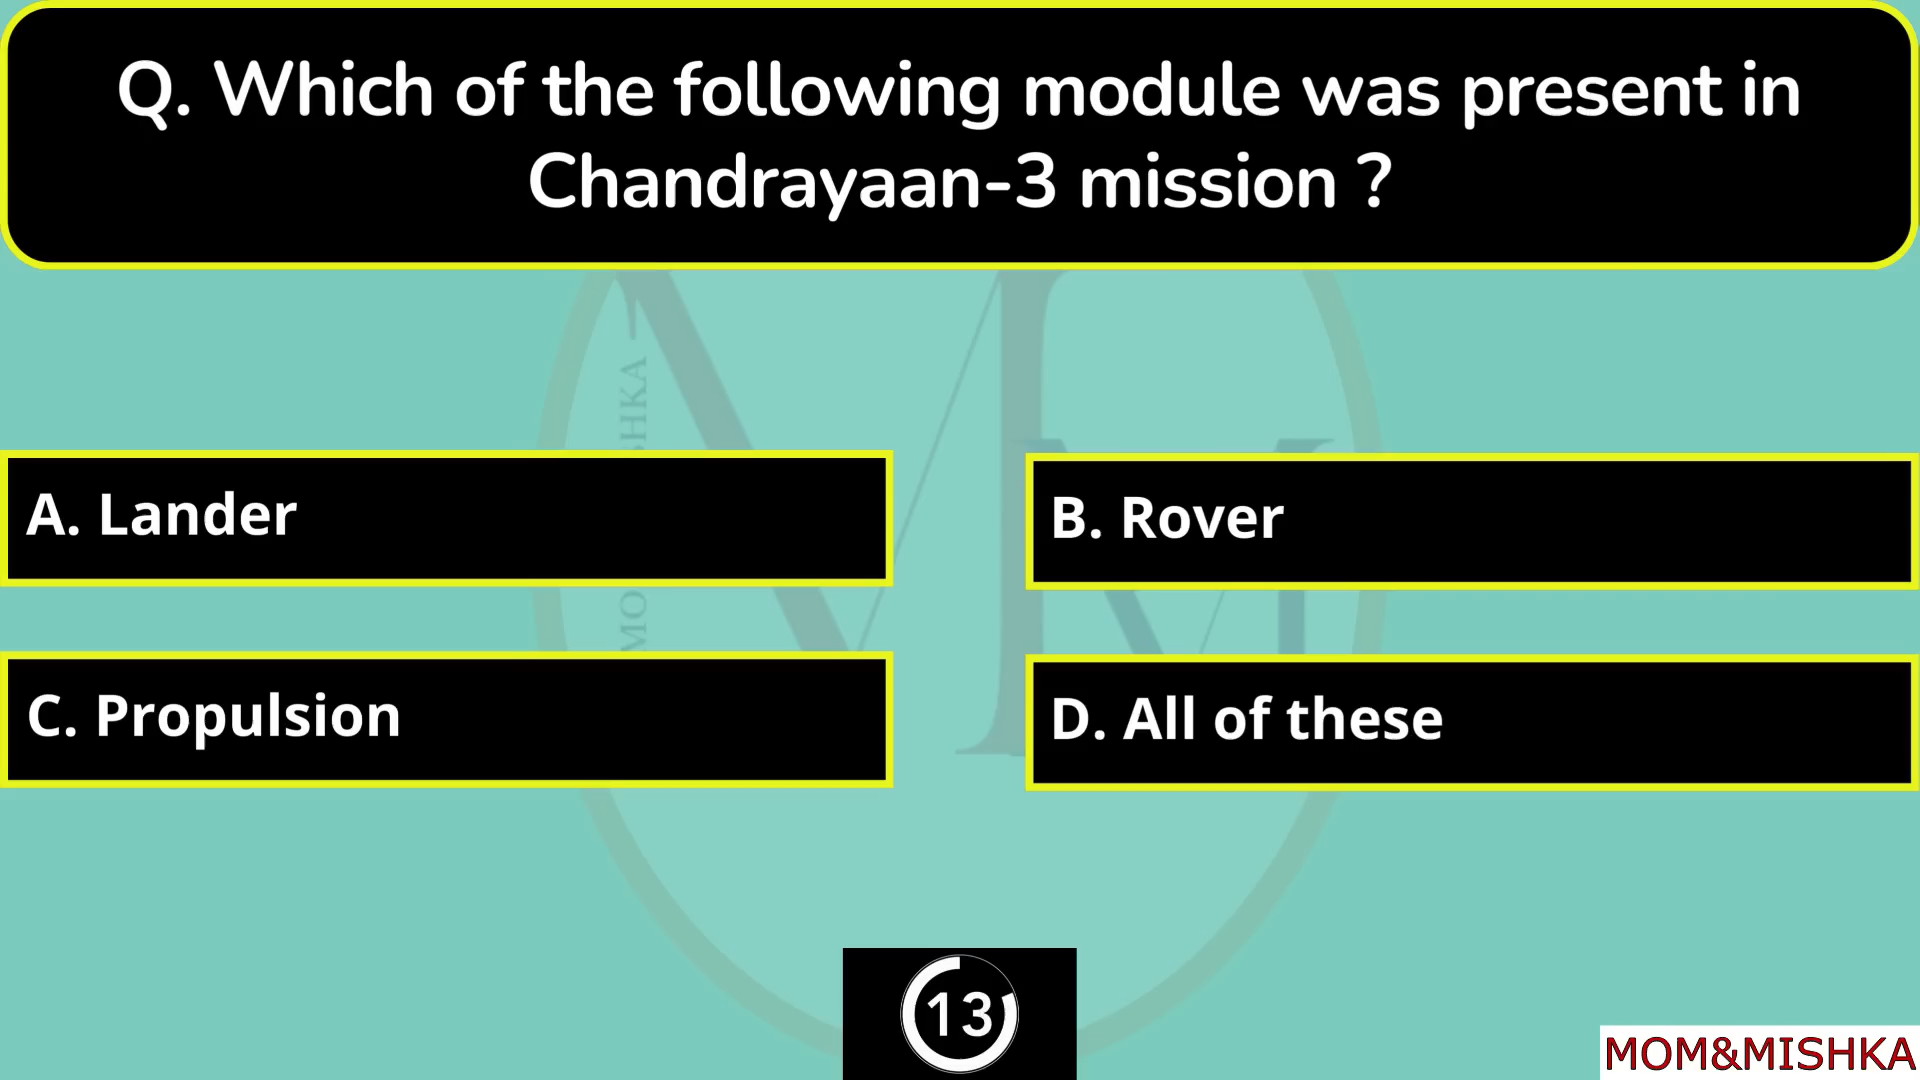 Q. Which of the following module was present in
Chandrayaan-3 mission ?
A. Lander
B. Rover
C. Propulsion
D. All of these
13
MOM&MISHKA